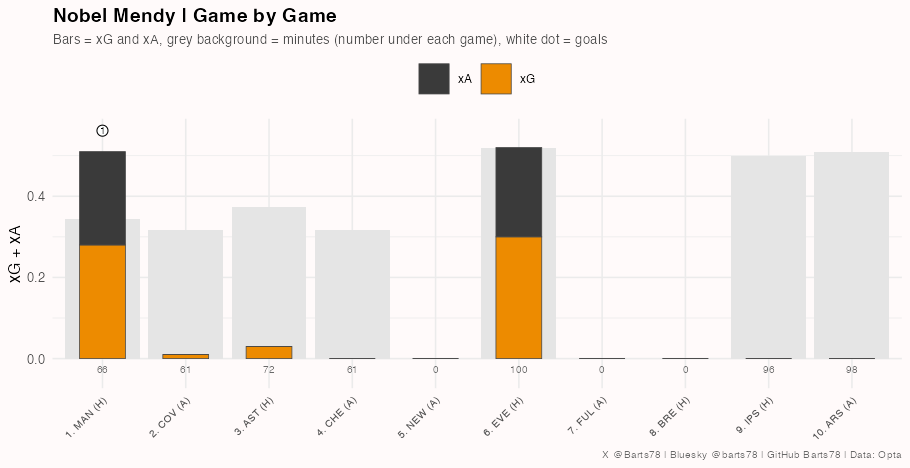 Nobel Mendy | Game by Game
Bars = xG and xA, grey background = minutes (number under each game), white dot = goals
xA xG
1
xG + xA
0.4
0.2
0.0
66 61 72 61 0 100 0 0 96 98
1. MAN (H) 2. COV (A) 3. AST (H) 4. CHE (A) 5. NEW (A) 6. EVE (H) 7. FUL (A) 8. BRE (H) 9. IPS (H) 10. ARS (A)
X @Barts78 | Bluesky @barts78 | GitHub Barts78 | Data: Opta